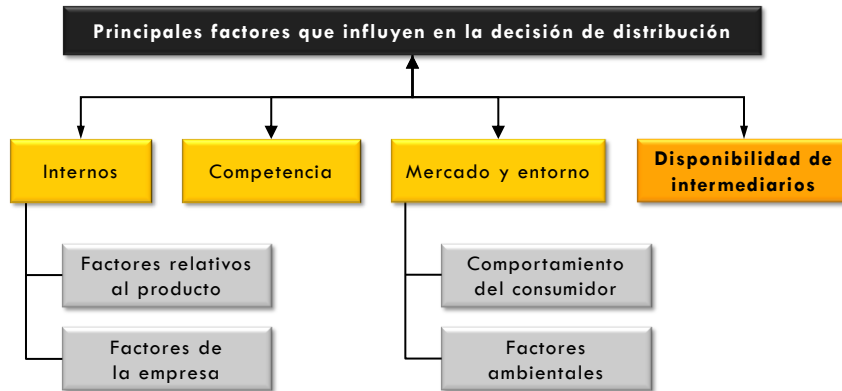 Principales factores que influyen en la decisión de distribución
Internos
Competencia
Mercado y entorno
Disponibilidad de
intermediarios
Factores relativos
al producto
Comportamiento
del consumidor
Factores de
la empresa
Factores
ambientales